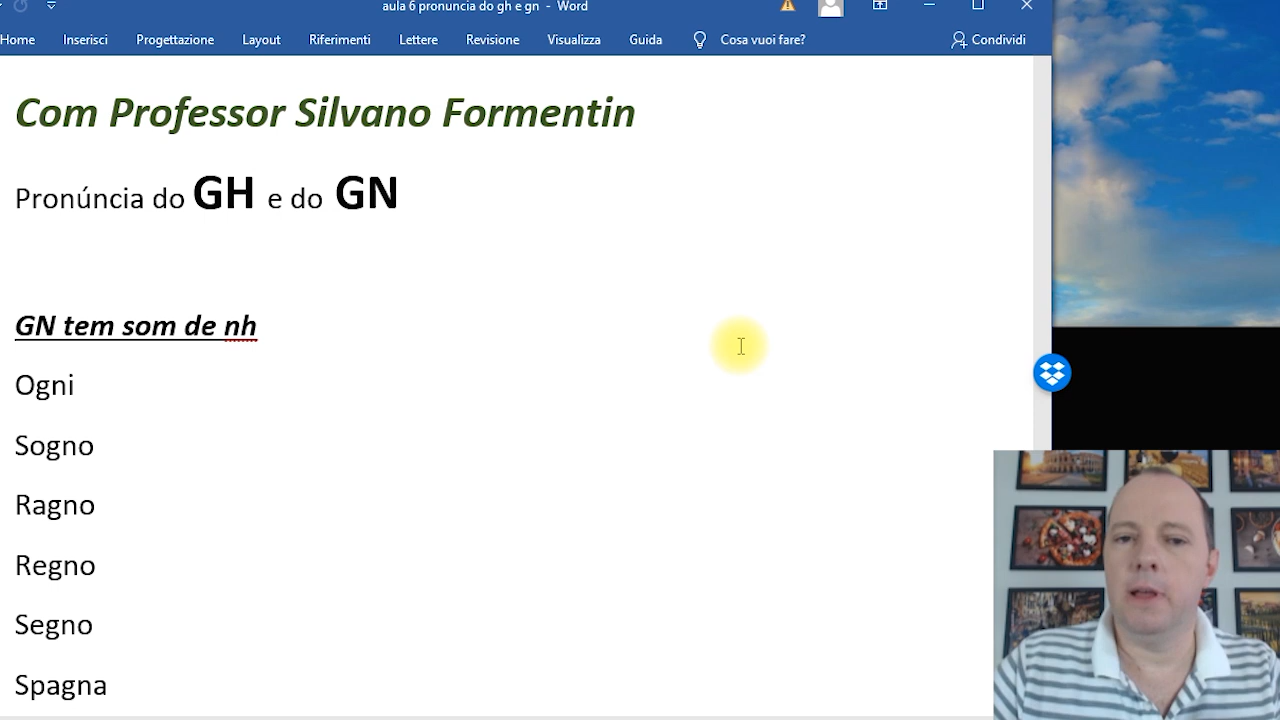 aula 6 pronuncia do gh e gn - Word
Home Inserisci Progettazione Layout Riferimenti Lettere Revisione Visualizza Guida Cosa vuoi fare? Condividi
Com Professor Silvano Formentin
Pronúncia do GH e do GN
GN tem som de nh
Ogni
Sogno
Ragno
Regno
Segno
Spagna